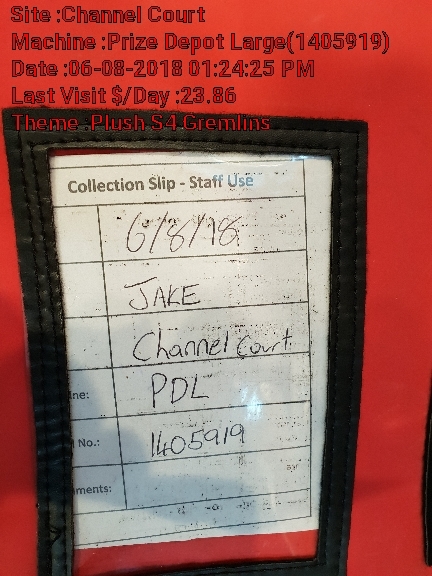 Site :Channel Court
Machine :Prize Depot Large(1405919)
Date :06-08-2018 01:24:25 PM
Last Visit $/Day :23.86
Theme :Plush S4 Gremlins
Collection Slip - Staff Use
6/8/18
JAKE
Channel Court
ine: PDL
No.: 1405919
ments: